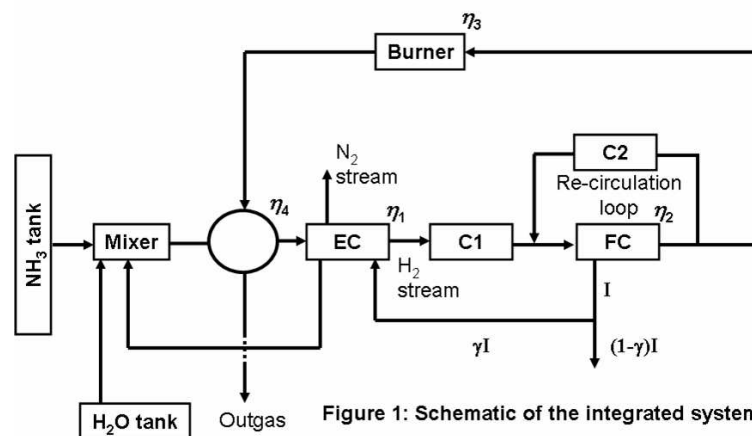 η3
Burner
N2
stream
C2
Re-circulation
loop
NH3 tank
Mixer
η4
EC
η1
C1
FC
η2
H2
stream
I
γI
(1-γ)I
H2O tank
Outgas
Figure 1: Schematic of the integrated system